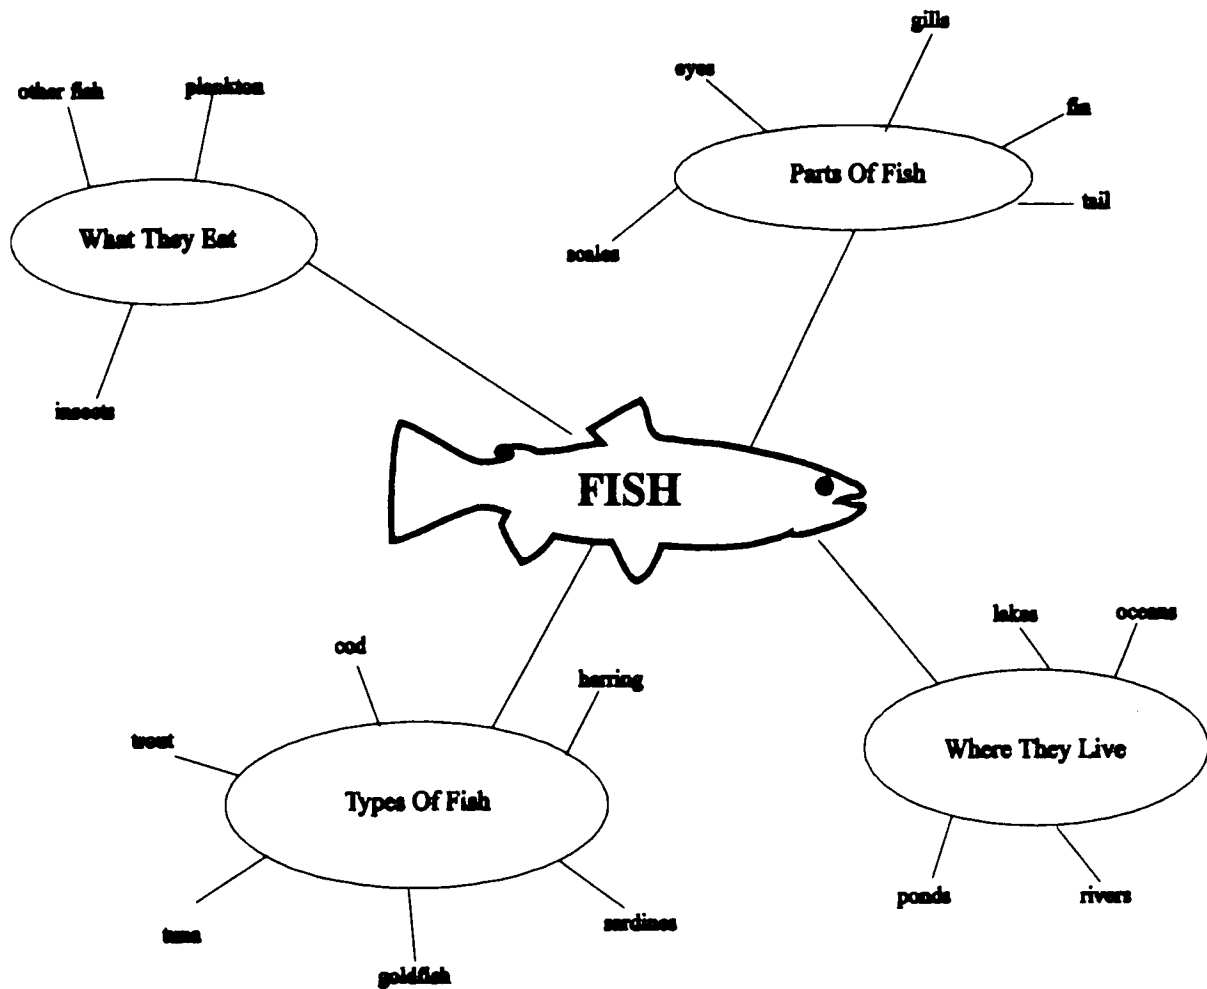 gills
eyes
other fish
plankton
fin
Parts Of Fish
tail
What They Eat
scales
insects
FISH
lakes
oceans
cod
herring
trout
Where They Live
Types Of Fish
ponds
rivers
tuna
sardines
goldfish